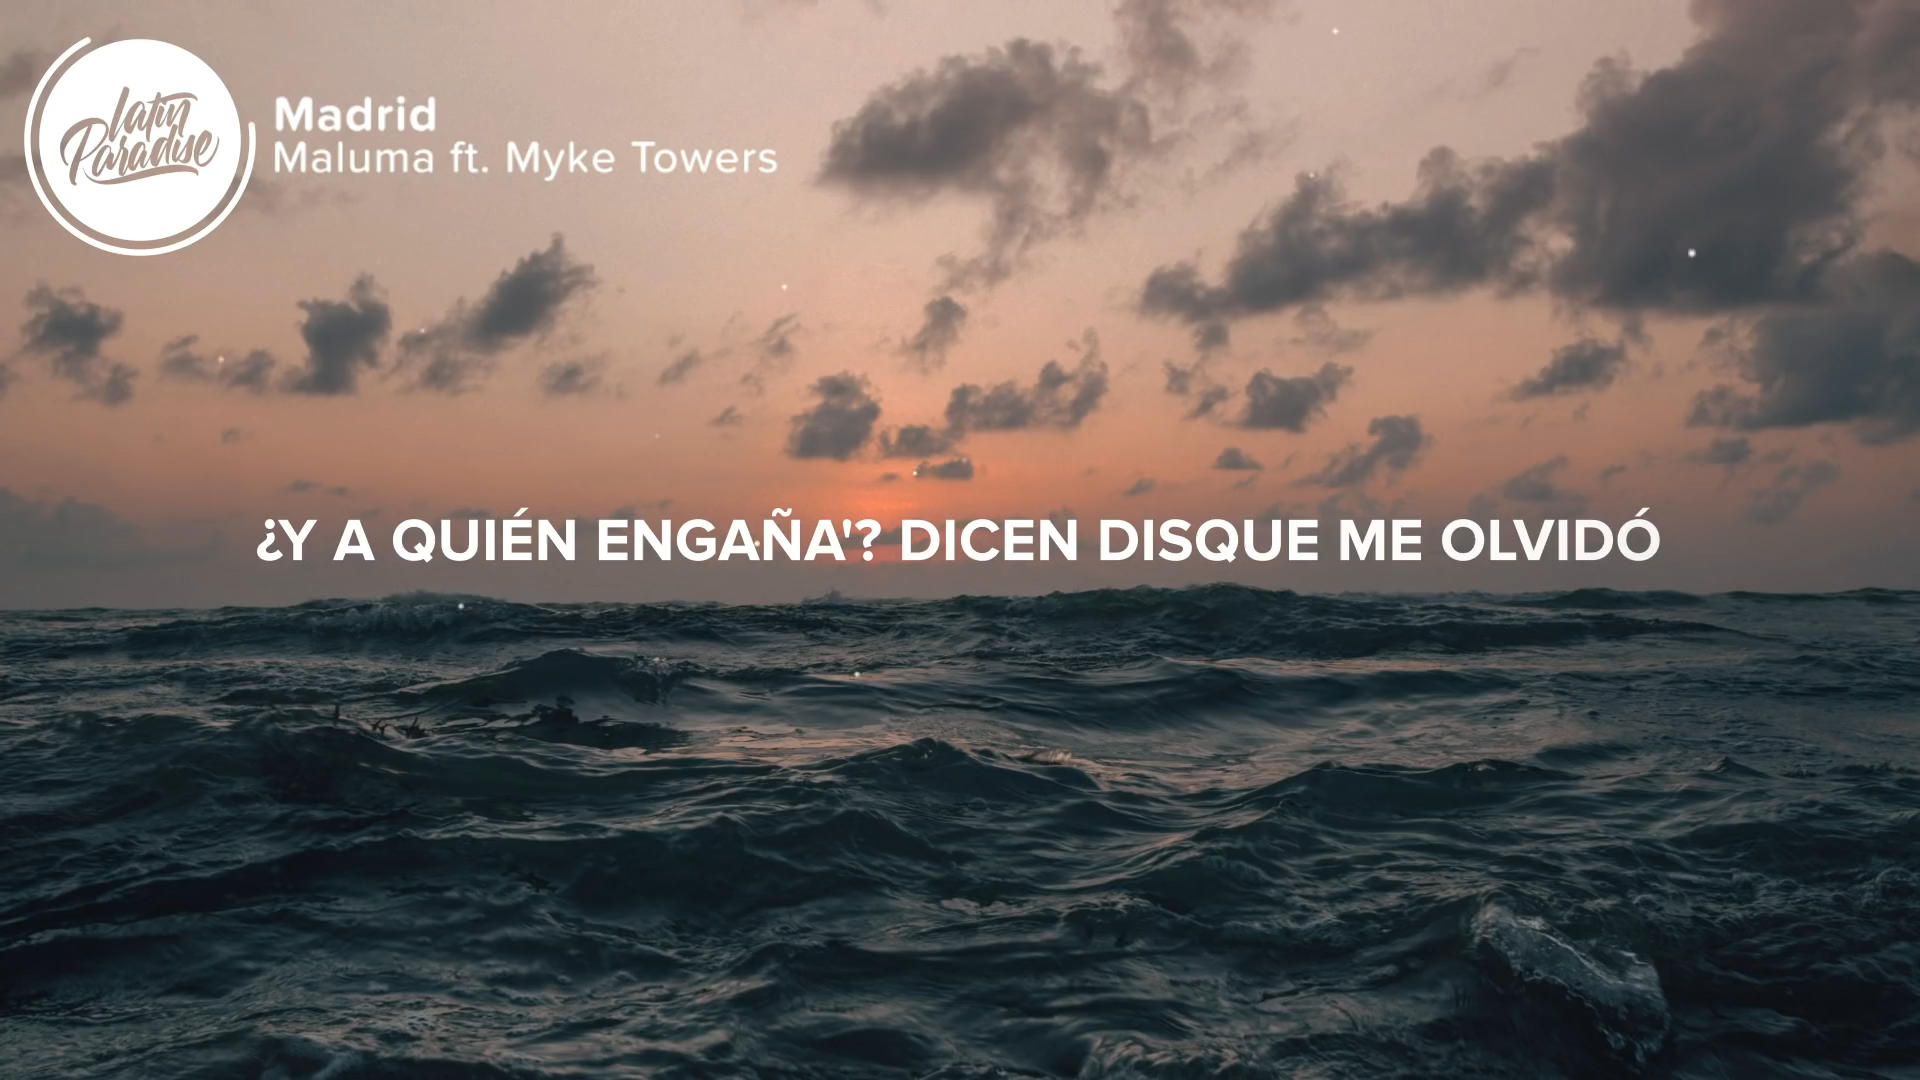 latin
Paradise
Madrid
Maluma ft. Myke Towers
¿Y A QUIÉN ENGAÑA'? DICEN DISQUE ME OLVIDÓ